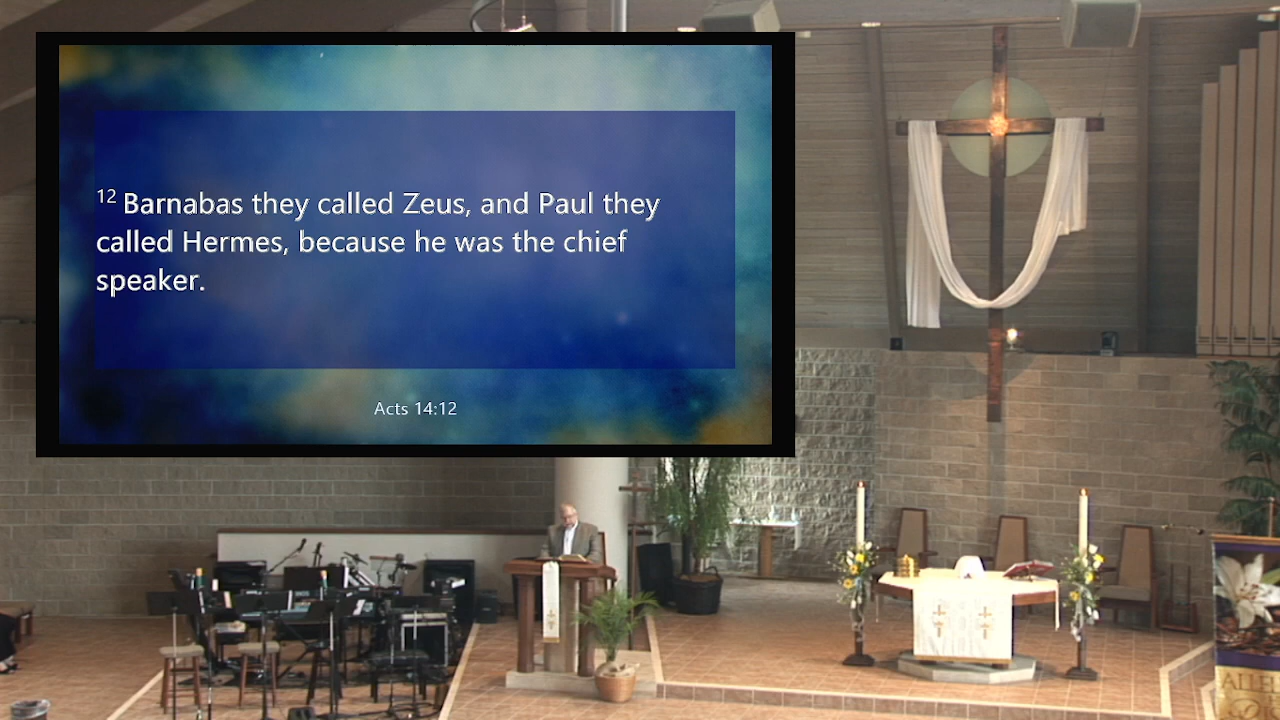 12 Barnabas they called Zeus, and Paul they
called Hermes, because he was the chief
speaker.
Acts 14:12